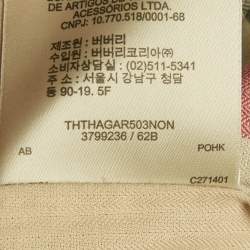 DE ARTIGOS
ACESSORIOS LTDA.
CNPJ: 10.770.518/0001-68
제조원 : 버버리
수입원 : 버버리코리아㈜
소비자상담실 : (02)511-5341
주소 : 서울시 강남구 청담
동 90-19. 5F
THTHAGAR503NON
3799236 / 62B
AB POHK
C271401